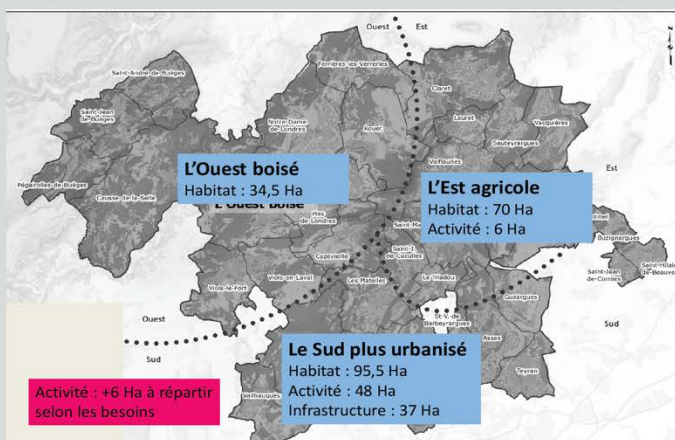 Ouest Est
Saint-André-de-Buèges
Ferrières-les-Verreries
Claret
Saint-Jean
de-Buèges
Notre-Dame
de-Londres
Rouët
Lauret
Vacquières
Sauteyrargues
Valflaunès
Pégairolles-de-Buèges
Causse-de-la-Selle
L'Ouest boisé
Habitat : 34,5 Ha
L'Ouest boisé
Est
L'Est agricole
Habitat : 70 Ha
Activité : 6 Ha
Mas
de-Londres
Buzignargues
Cazevieille
Viols-en-Laval
Viols-le-Fort
Les Matelles
Le Triadou
Saint-Jean
de-Cornies
Guzargues
St-V.-de
Barbeyrargues
Ouest
Sud
Sud
Assas
Teyran
Le Sud plus urbanisé
Habitat : 95,5 Ha
Activité : 48 Ha
Infrastructure : 37 Ha
Vailhauquès
Activité : +6 Ha à répartir
selon les besoins